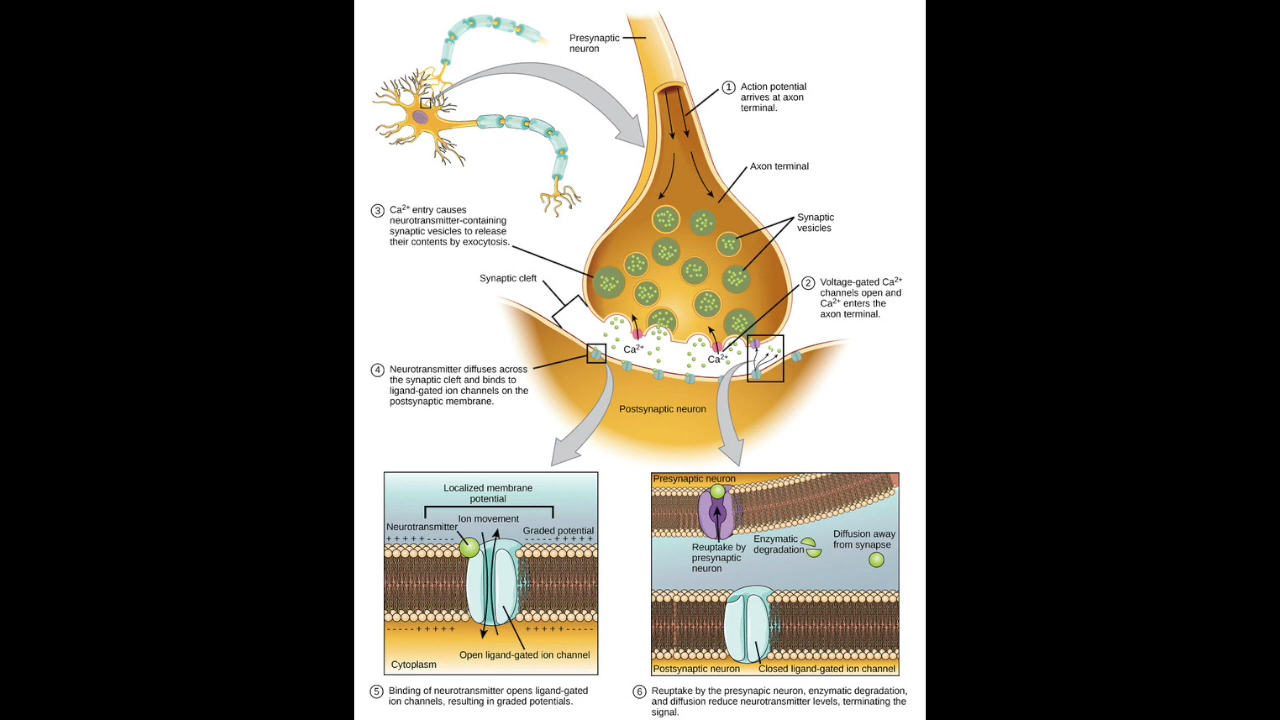 Presynaptic
neuron
① Action potential
arrives at axon
terminal.
Axon terminal
③ Ca²⁺ entry causes
neurotransmitter-containing
synaptic vesicles to release
their contents by exocytosis.
Synaptic
vesicles
Synaptic cleft
② Voltage-gated Ca²⁺
channels open and
Ca²⁺ enters the
axon terminal.
Ca²⁺
Ca²⁺
④ Neurotransmitter diffuses across
the synaptic cleft and binds to
ligand-gated ion channels on the
postsynaptic membrane.
Postsynaptic neuron
Localized membrane
potential
Ion movement
Neurotransmitter
Graded potential
+ + + + + - - - - -
- - - - - + + + + +
- - - - - + + + + +
+ + + + + - - - - -
Open ligand-gated ion channel
Cytoplasm
⑤ Binding of neurotransmitter opens ligand-gated
ion channels, resulting in graded potentials.
Presynaptic neuron
Reuptake by
presynaptic
neuron
Enzymatic
degradation
Diffusion away
from synapse
Postsynaptic neuron
Closed ligand-gated ion channel
⑥ Reuptake by the presynapic neuron, enzymatic degradation,
and diffusion reduce neurotransmitter levels, terminating the
signal.